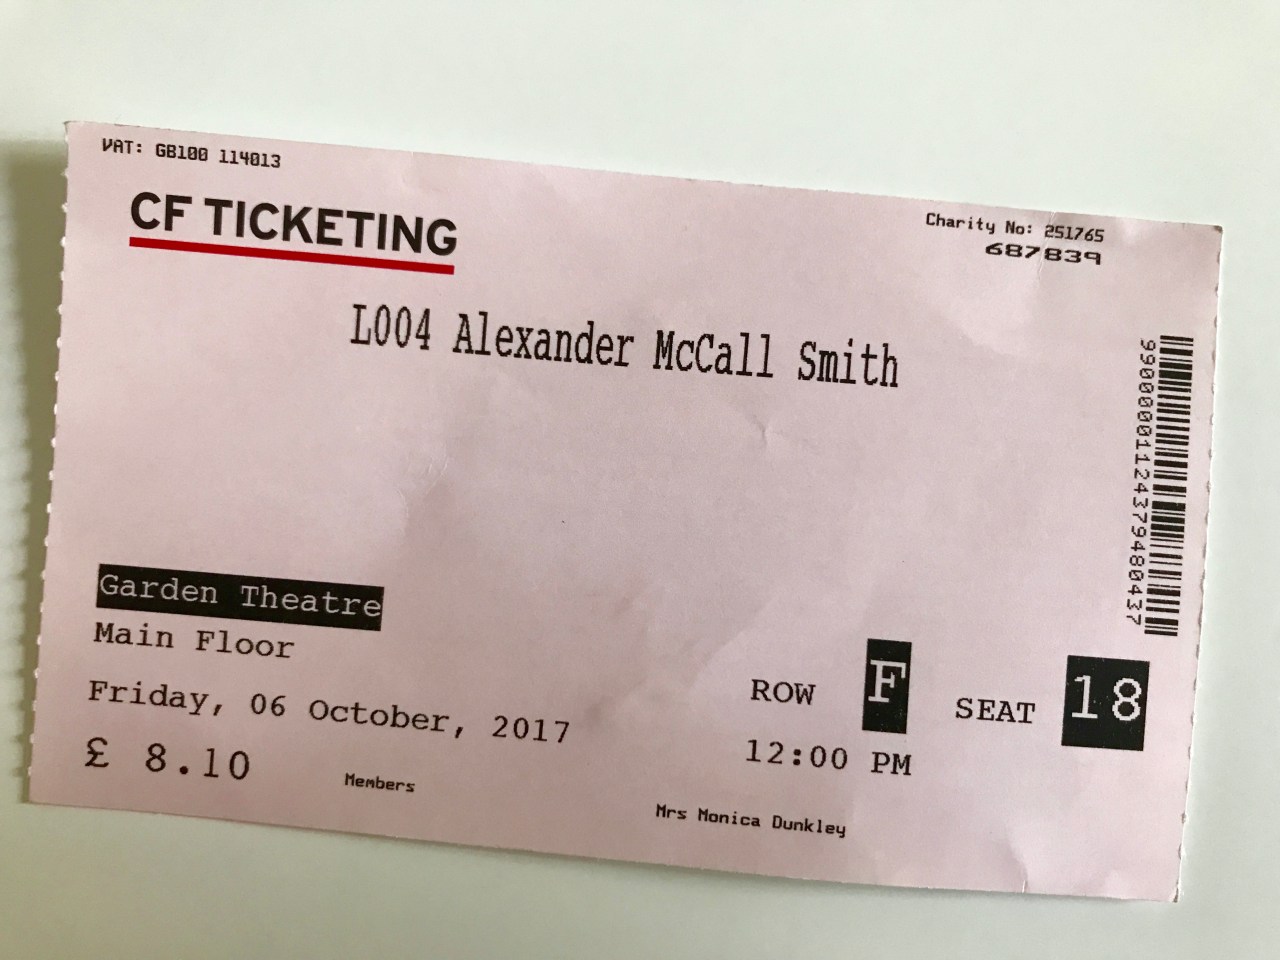 VAT: GB100 114013
CF TICKETING
Charity No: 251765
687839
L004 Alexander McCall Smith
990000001124379480437
Garden Theatre
Main Floor
ROW F SEAT 18
Friday, 06 October, 2017
12:00 PM
£ 8.10
Members
Mrs Monica Dunkley